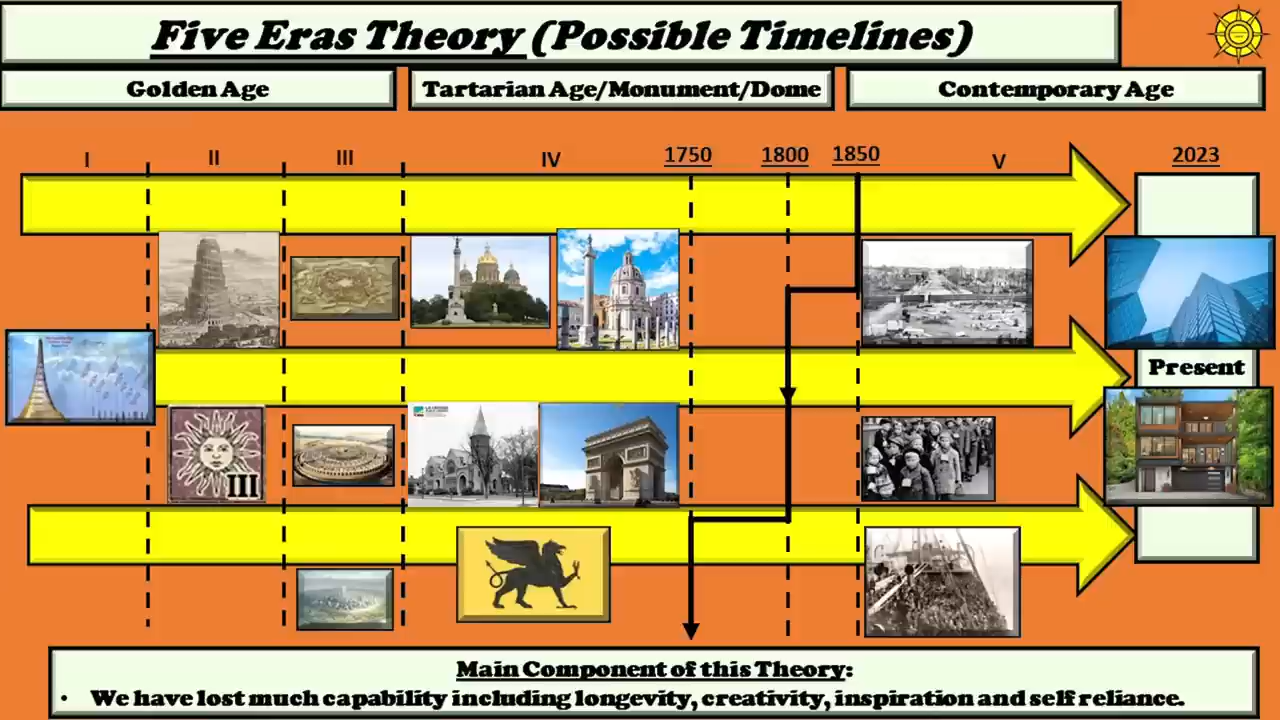 Five Eras Theory (Possible Timelines)
Golden Age
Tartarian Age/Monument/Dome
Contemporary Age
I
II
III
IV
1750
1800
1850
V
2023
III
Present
Main Component of this Theory:
• We have lost much capability including longevity, creativity, inspiration and self reliance.